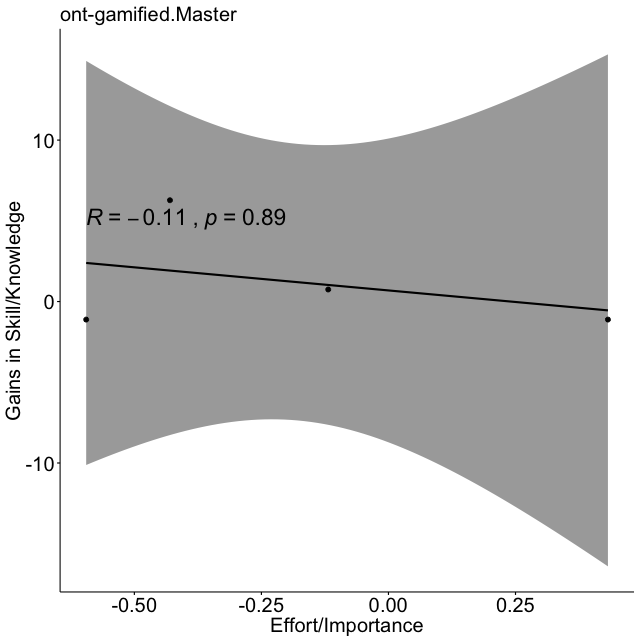 ont-gamified.Master
Gains in Skill/Knowledge
10
0
-10
R = −0.11 , p = 0.89
-0.50 -0.25 0.00 0.25
Effort/Importance